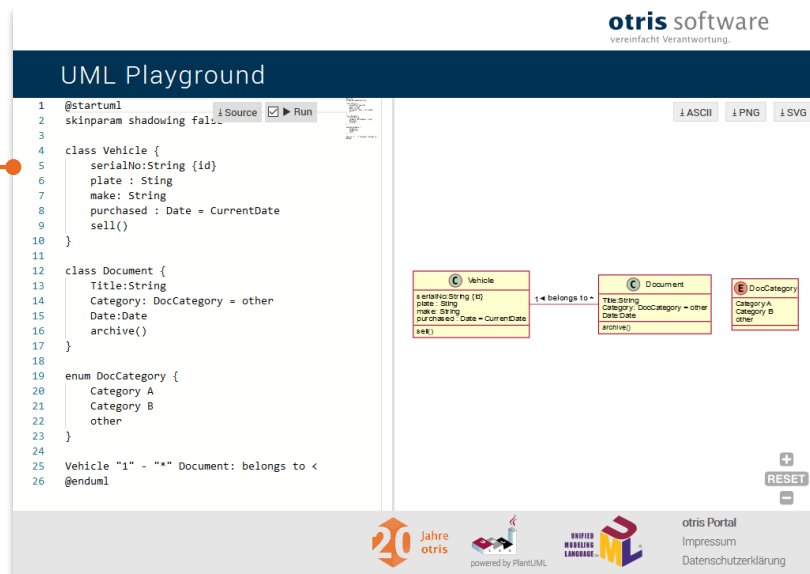 otris software
vereinfacht Verantwortung.
UML Playground
Source
Run
ASCII
PNG
SVG
1 @startuml
2 skinparam shadowing false
3
4 class Vehicle {
5 serialNo:String {id}
6 plate : Sting
7 make: String
8 purchased : Date = CurrentDate
9 sell()
10 }
11
12 class Document {
13 Title:String
14 Category: DocCategory = other
15 Date:Date
16 archive()
17 }
18
19 enum DocCategory {
20 Category A
21 Category B
22 other
23 }
24
25 Vehicle "1" - "*" Document: belongs to <
26 @enduml
C Vehicle
serialNo:String {id}
plate : Sting
make: String
purchased : Date = CurrentDate
sell()
1 ◄ belongs to *
C Document
Title:String
Category: DocCategory = other
Date:Date
archive()
E DocCategory
Category A
Category B
other
RESET
20 Jahre
otris
powered by PlantUML
UNIFIED
MODELING
LANGUAGE
UML
otris Portal
Impressum
Datenschutzerklärung